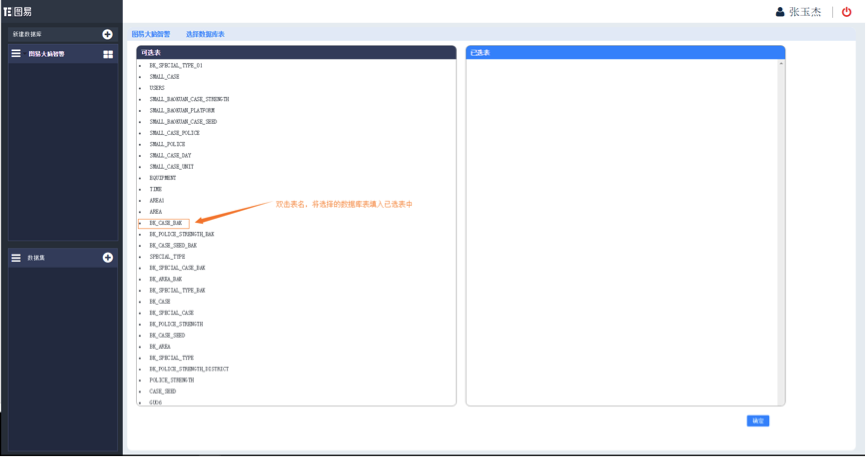 图易
张玉杰
新建数据库
图易大脑智警
图易大脑智警 选择数据库表
可选表
已选表
BK_SPECIAL_TYPE_01
SMALL_CASE
USERS
SMALL_BAOKUAN_CASE_STRENGTH
SMALL_BAOKUAN_PLATFORM
SMALL_BAOKUAN_CASE_SEED
SMALL_CASE_POLICE
SMALL_POLICE
SMALL_CASE_DAY
SMALL_CASE_UNIT
EQUIPMENT
TIME
AREA1
AREA
双击表名，将选择的数据库表填入已选表中
BK_CASE_BAK
BK_POLICE_STRENGTH_BAK
BK_CASE_SEED_BAK
SPECIAL_TYPE
数据集
BK_SPECIAL_CASE_BAK
BK_AREA_BAK
BK_SPECIAL_TYPE_BAK
BK_CASE
BK_SPECIAL_CASE
BK_POLICE_STRENGTH
BK_CASE_SEED
BK_AREA
BK_SPECIAL_TYPE
BK_POLICE_STRENGTH_DISTRICT
POLICE_STRENGTH
CASE_SEED
确定